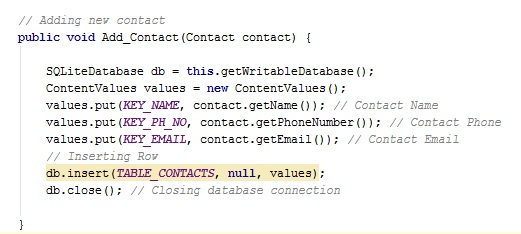 // Adding new contact
public void Add_Contact(Contact contact) {
SQLiteDatabase db = this.getWritableDatabase();
ContentValues values = new ContentValues();
values.put(KEY_NAME, contact.getName()); // Contact Name
values.put(KEY_PH_NO, contact.getPhoneNumber()); // Contact Phone
values.put(KEY_EMAIL, contact.getEmail()); // Contact Email
// Inserting Row
db.insert(TABLE_CONTACTS, null, values);
db.close(); // Closing database connection
}